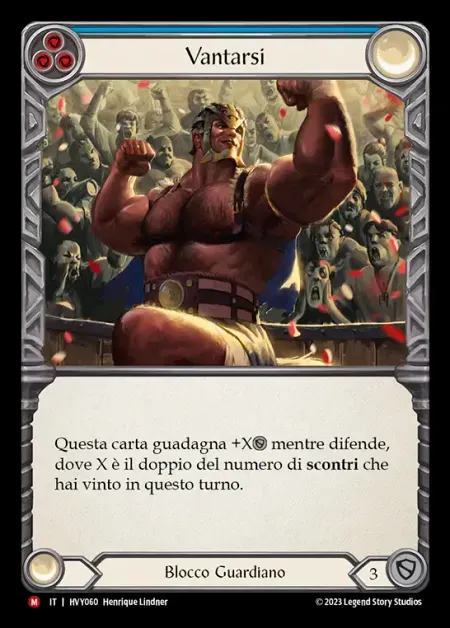 Vantarsi
Questa carta guadagna +X mentre difende,
dove X è il doppio del numero di scontri che
hai vinto in questo turno.
Blocco Guardiano
3
M IT | HVY060 Henrique Lindner
© 2023 Legend Story Studios